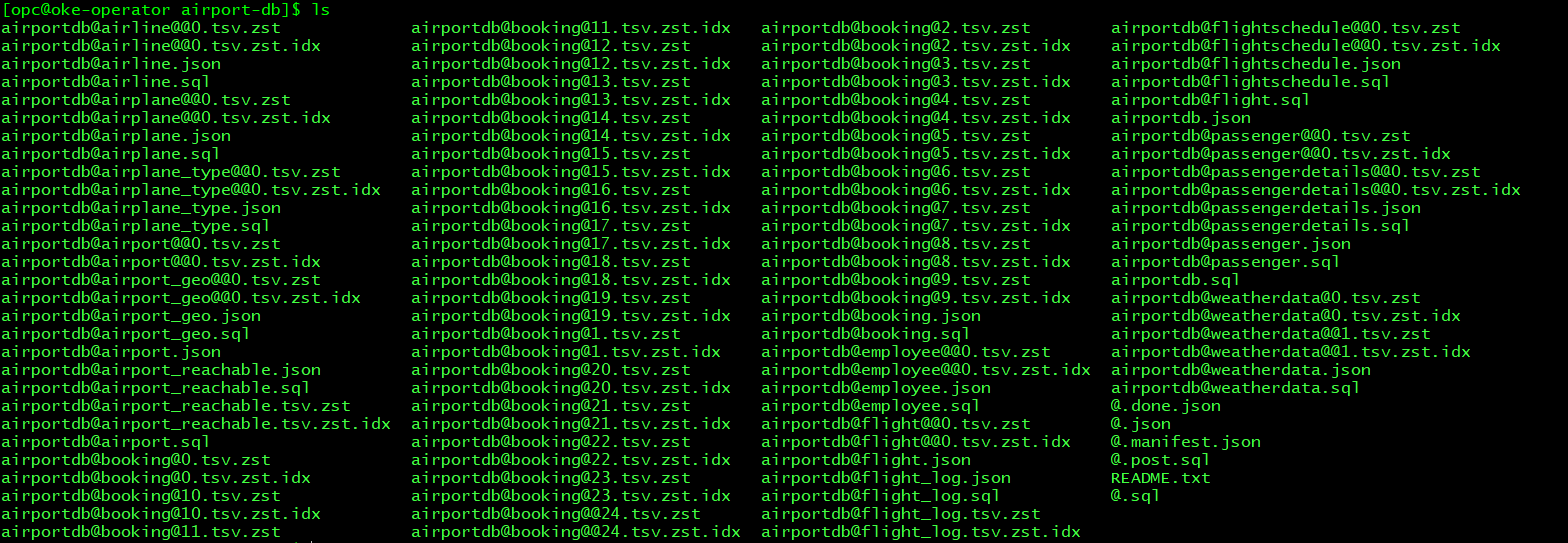 [opc@oke-operator airport-db]$ ls
airportdb@airline@@0.tsv.zst airportdb@booking@11.tsv.zst.idx airportdb@booking@2.tsv.zst airportdb@flightschedule@@0.tsv.zst
airportdb@airline@@0.tsv.zst.idx airportdb@booking@12.tsv.zst airportdb@booking@2.tsv.zst.idx airportdb@flightschedule@@0.tsv.zst.idx
airportdb@airline.json airportdb@booking@12.tsv.zst.idx airportdb@booking@3.tsv.zst airportdb@flightschedule.json
airportdb@airline.sql airportdb@booking@13.tsv.zst airportdb@booking@3.tsv.zst.idx airportdb@flightschedule.sql
airportdb@airplane@@0.tsv.zst airportdb@booking@13.tsv.zst.idx airportdb@booking@4.tsv.zst airportdb@flight.sql
airportdb@airplane@@0.tsv.zst.idx airportdb@booking@14.tsv.zst airportdb@booking@4.tsv.zst.idx airportdb.json
airportdb@airplane.json airportdb@booking@14.tsv.zst.idx airportdb@booking@5.tsv.zst airportdb@passenger@@0.tsv.zst
airportdb@airplane.sql airportdb@booking@15.tsv.zst airportdb@booking@5.tsv.zst.idx airportdb@passenger@@0.tsv.zst.idx
airportdb@airplane_type@@0.tsv.zst airportdb@booking@15.tsv.zst.idx airportdb@booking@6.tsv.zst airportdb@passengerdetails@@0.tsv.zst
airportdb@airplane_type@@0.tsv.zst.idx airportdb@booking@16.tsv.zst airportdb@booking@6.tsv.zst.idx airportdb@passengerdetails@@0.tsv.zst.idx
airportdb@airplane_type.json airportdb@booking@16.tsv.zst.idx airportdb@booking@7.tsv.zst airportdb@passengerdetails.json
airportdb@airplane_type.sql airportdb@booking@17.tsv.zst airportdb@booking@7.tsv.zst.idx airportdb@passengerdetails.sql
airportdb@airport@@0.tsv.zst airportdb@booking@17.tsv.zst.idx airportdb@booking@8.tsv.zst airportdb@passenger.json
airportdb@airport@@0.tsv.zst.idx airportdb@booking@18.tsv.zst airportdb@booking@8.tsv.zst.idx airportdb@passenger.sql
airportdb@airport_geo@@0.tsv.zst airportdb@booking@18.tsv.zst.idx airportdb@booking@9.tsv.zst airportdb.sql
airportdb@airport_geo@@0.tsv.zst.idx airportdb@booking@19.tsv.zst airportdb@booking@9.tsv.zst.idx airportdb@weatherdata@0.tsv.zst
airportdb@airport_geo.json airportdb@booking@19.tsv.zst.idx airportdb@booking.json airportdb@weatherdata@0.tsv.zst.idx
airportdb@airport_geo.sql airportdb@booking@1.tsv.zst airportdb@booking.sql airportdb@weatherdata@@1.tsv.zst
airportdb@airport.json airportdb@booking@1.tsv.zst.idx airportdb@employee@@0.tsv.zst airportdb@weatherdata@@1.tsv.zst.idx
airportdb@airport_reachable.json airportdb@booking@20.tsv.zst airportdb@employee@@0.tsv.zst.idx airportdb@weatherdata.json
airportdb@airport_reachable.sql airportdb@booking@20.tsv.zst.idx airportdb@employee.json airportdb@weatherdata.sql
airportdb@airport_reachable.tsv.zst airportdb@booking@21.tsv.zst airportdb@employee.sql @.done.json
airportdb@airport_reachable.tsv.zst.idx airportdb@booking@21.tsv.zst.idx airportdb@flight@@0.tsv.zst @.json
airportdb@airport.sql airportdb@booking@22.tsv.zst airportdb@flight@@0.tsv.zst.idx @.manifest.json
airportdb@booking@0.tsv.zst airportdb@booking@22.tsv.zst.idx airportdb@flight.json @.post.sql
airportdb@booking@0.tsv.zst.idx airportdb@booking@23.tsv.zst airportdb@flight_log.json README.txt
airportdb@booking@10.tsv.zst airportdb@booking@23.tsv.zst.idx airportdb@flight_log.sql @.sql
airportdb@booking@10.tsv.zst.idx airportdb@booking@@24.tsv.zst airportdb@flight_log.tsv.zst
airportdb@booking@11.tsv.zst airportdb@booking@@24.tsv.zst.idx airportdb@flight_log.tsv.zst.idx